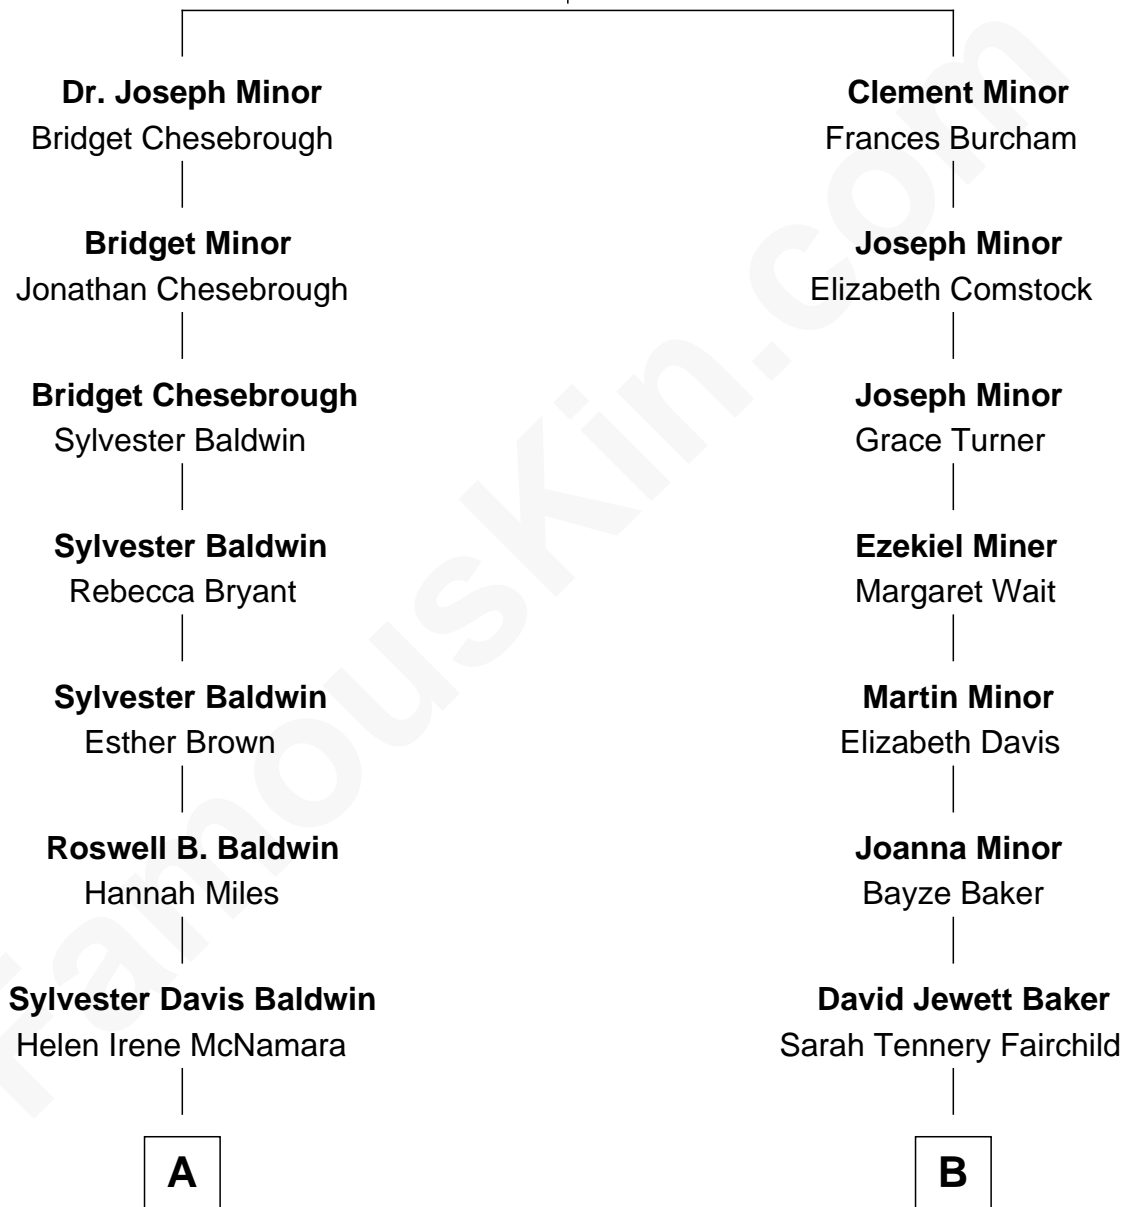 Dr. Joseph Minor
Bridget Chesebrough
Bridget Minor
Jonathan Chesebrough
Bridget Chesebrough
Sylvester Baldwin
Sylvester Baldwin
Rebecca Bryant
Sylvester Baldwin
Esther Brown
Roswell B. Baldwin
Hannah Miles
Sylvester Davis Baldwin
Helen Irene McNamara
A
Clement Minor
Frances Burcham
Joseph Minor
Elizabeth Comstock
Joseph Minor
Grace Turner
Ezekiel Miner
Margaret Wait
Martin Minor
Elizabeth Davis
Joanna Minor
Bayze Baker
David Jewett Baker
Sarah Tennery Fairchild
B
FamousKin.com